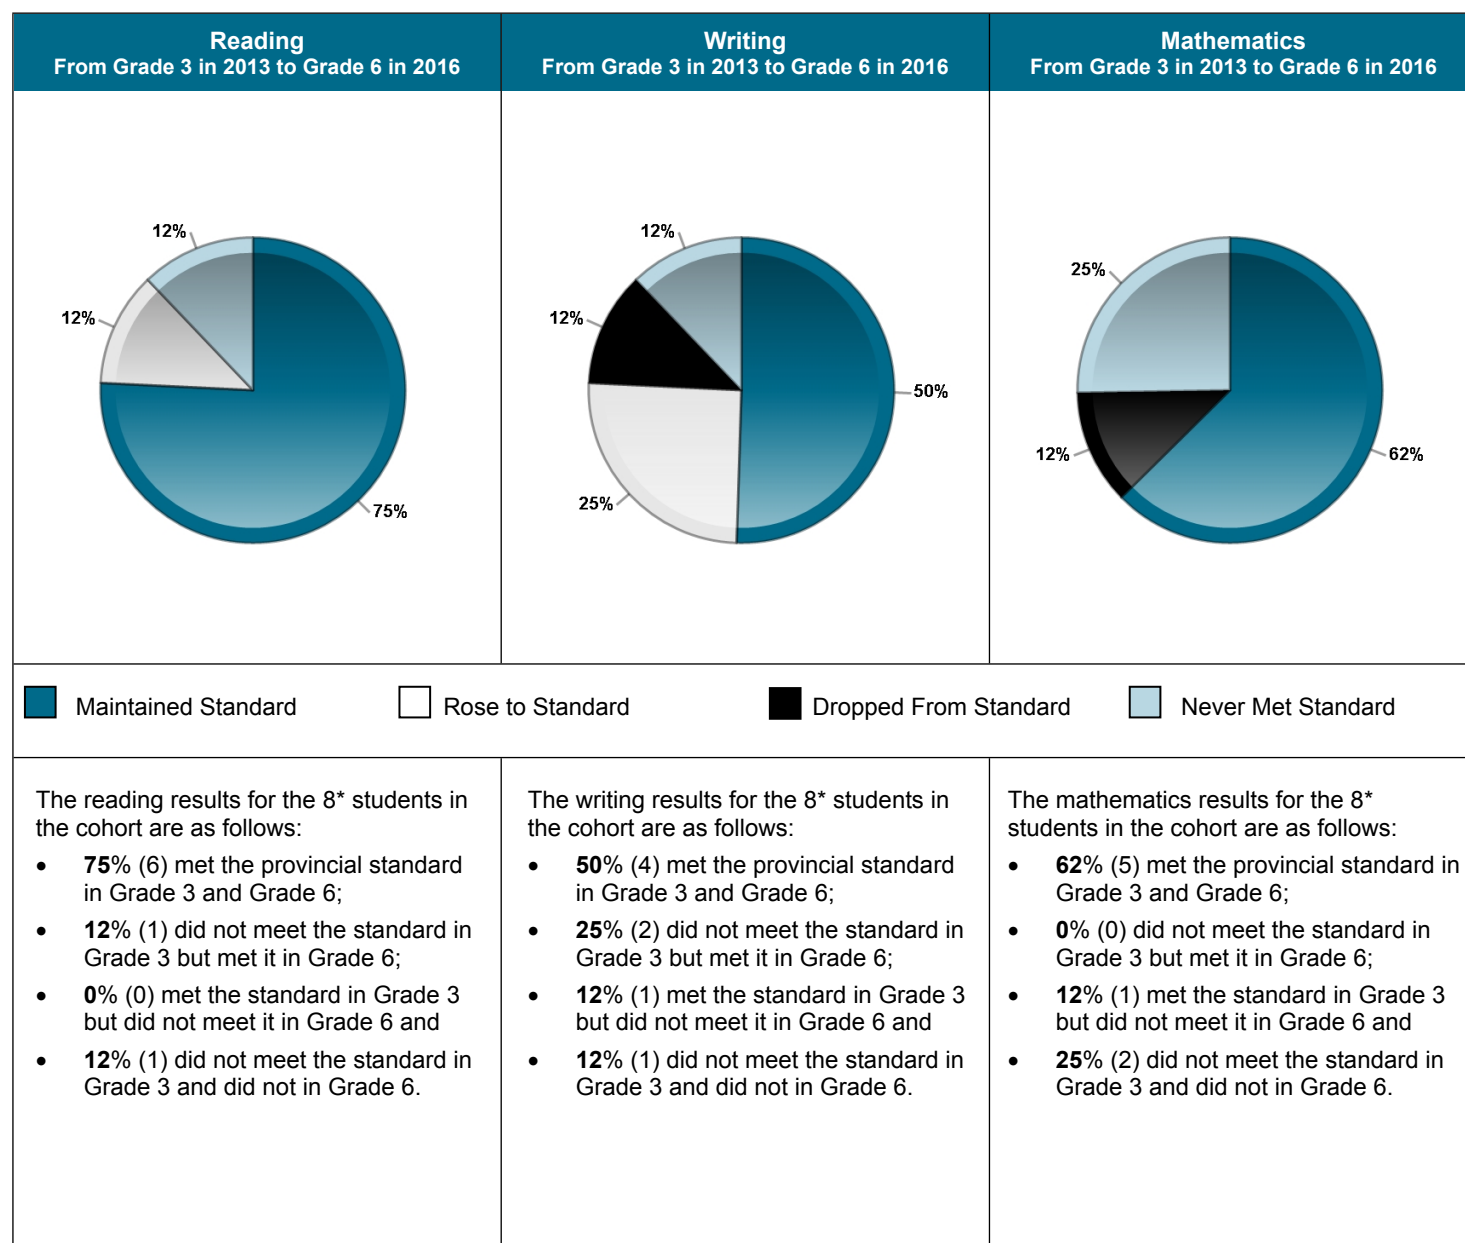 Reading
From Grade 3 in 2013 to Grade 6 in 2016
Writing
From Grade 3 in 2013 to Grade 6 in 2016
Mathematics
From Grade 3 in 2013 to Grade 6 in 2016
12%
12%
75%
12%
12%
50%
25%
25%
12%
62%
Maintained Standard
Rose to Standard
Dropped From Standard
Never Met Standard
The reading results for the 8* students in
the cohort are as follows:
• 75% (6) met the provincial standard
in Grade 3 and Grade 6;
• 12% (1) did not meet the standard in
Grade 3 but met it in Grade 6;
• 0% (0) met the standard in Grade 3
but did not meet it in Grade 6 and
• 12% (1) did not meet the standard in
Grade 3 and did not in Grade 6.
The writing results for the 8* students in
the cohort are as follows:
• 50% (4) met the provincial standard
in Grade 3 and Grade 6;
• 25% (2) did not meet the standard in
Grade 3 but met it in Grade 6;
• 12% (1) met the standard in Grade 3
but did not meet it in Grade 6 and
• 12% (1) did not meet the standard in
Grade 3 and did not in Grade 6.
The mathematics results for the 8*
students in the cohort are as follows:
• 62% (5) met the provincial standard in
Grade 3 and Grade 6;
• 0% (0) did not meet the standard in
Grade 3 but met it in Grade 6;
• 12% (1) met the standard in Grade 3
but did not meet it in Grade 6 and
• 25% (2) did not meet the standard in
Grade 3 and did not in Grade 6.